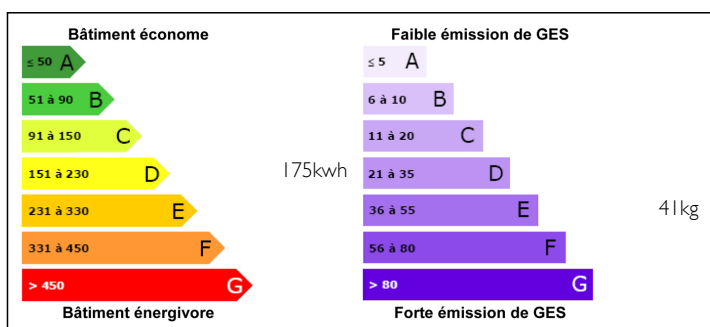 Bâtiment économe
≤ 50 A
51 à 90 B
91 à 150 C
151 à 230 D
175kwh
231 à 330 E
331 à 450 F
> 450 G
Bâtiment énergivore
Faible émission de GES
≤ 5 A
6 à 10 B
11 à 20 C
21 à 35 D
36 à 55 E
41kg
56 à 80 F
> 80 G
Forte émission de GES